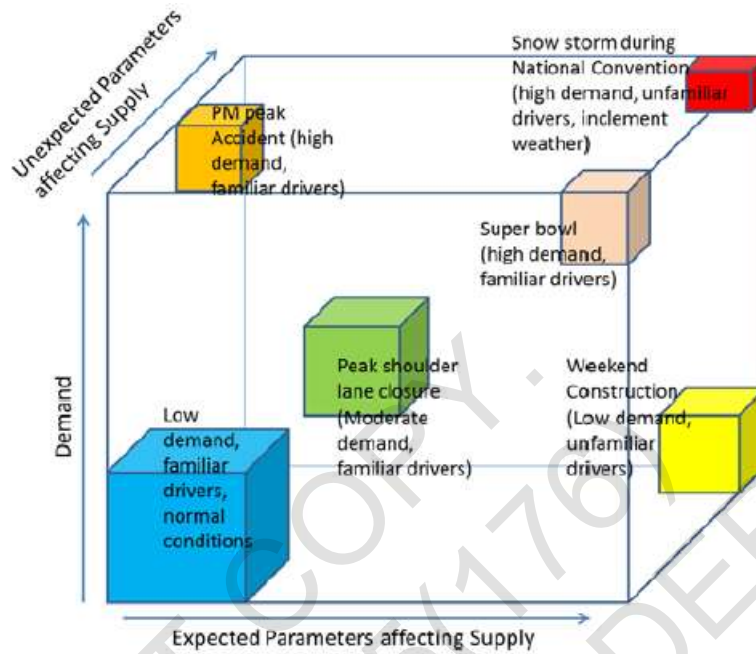 Unexpected Parameters
affecting Supply
Snow storm during
National Convention
(high demand, unfamiliar
drivers, inclement
weather)
PM peak
Accident (high
demand,
familiar drivers)
Super bowl
(high demand,
familiar drivers)
Demand
Peak shoulder
lane closure
(Moderate
demand,
familiar drivers)
Weekend
Construction
(Low demand,
unfamiliar
drivers)
Low
demand,
familiar
drivers,
normal
conditions
Expected Parameters affecting Supply
COPY.
(176)